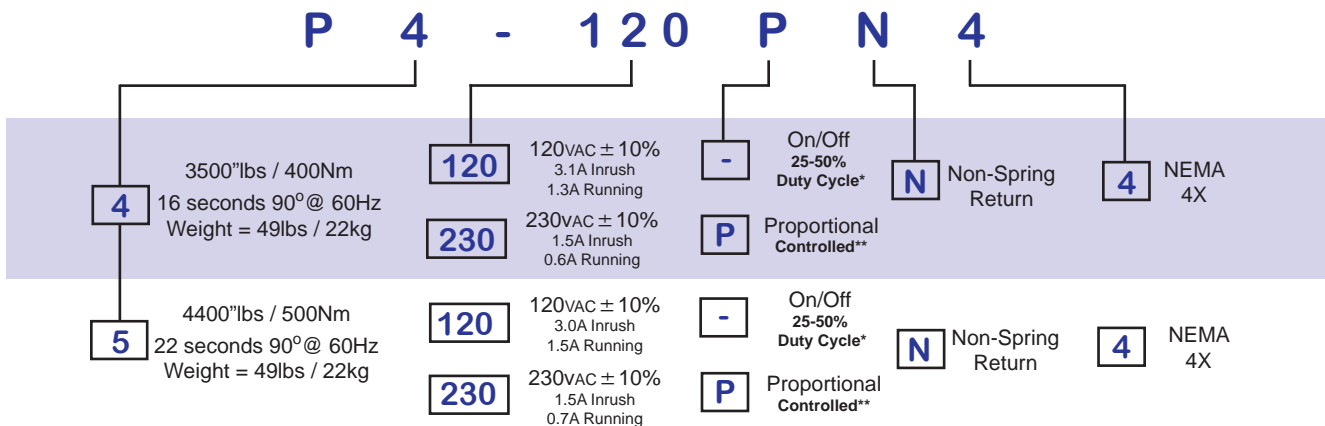 P 4 - 120 P N 4
4
3500"lbs / 400Nm
16 seconds 90°@ 60Hz
Weight = 49lbs / 22kg
120
120VAC ± 10%
3.1A Inrush
1.3A Running
230
230VAC ± 10%
1.5A Inrush
0.6A Running
-
On/Off
25-50%
Duty Cycle*
P
Proportional
Controlled**
N
Non-Spring
Return
4
NEMA
4X
5
4400"lbs / 500Nm
22 seconds 90°@ 60Hz
Weight = 49lbs / 22kg
120
120VAC ± 10%
3.0A Inrush
1.5A Running
230
230VAC ± 10%
1.5A Inrush
0.7A Running
-
On/Off
25-50%
Duty Cycle*
P
Proportional
Controlled**
N
Non-Spring
Return
4
NEMA
4X